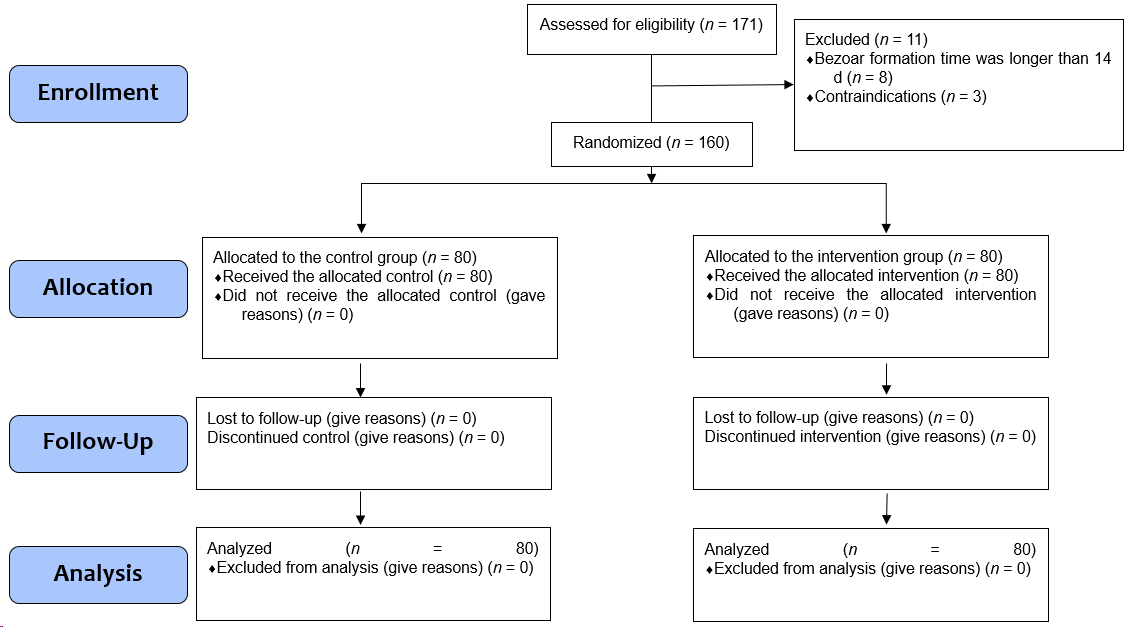 Assessed for eligibility (n = 171)
Excluded (n = 11)
♦Bezoar formation time was longer than 14
d (n = 8)
♦Contraindications (n = 3)
Enrollment
Randomized (n = 160)
Allocation
Allocated to the control group (n = 80)
♦Received the allocated control (n = 80)
♦Did not receive the allocated control (gave
reasons) (n = 0)
Allocated to the intervention group (n = 80)
♦Received the allocated intervention (n = 80)
♦Did not receive the allocated intervention
(gave reasons) (n = 0)
Follow-Up
Lost to follow-up (give reasons) (n = 0)
Discontinued control (give reasons) (n = 0)
Lost to follow-up (give reasons) (n = 0)
Discontinued intervention (give reasons) (n = 0)
Analysis
Analyzed (n = 80)
♦Excluded from analysis (give reasons) (n = 0)
Analyzed (n = 80)
♦Excluded from analysis (give reasons) (n = 0)